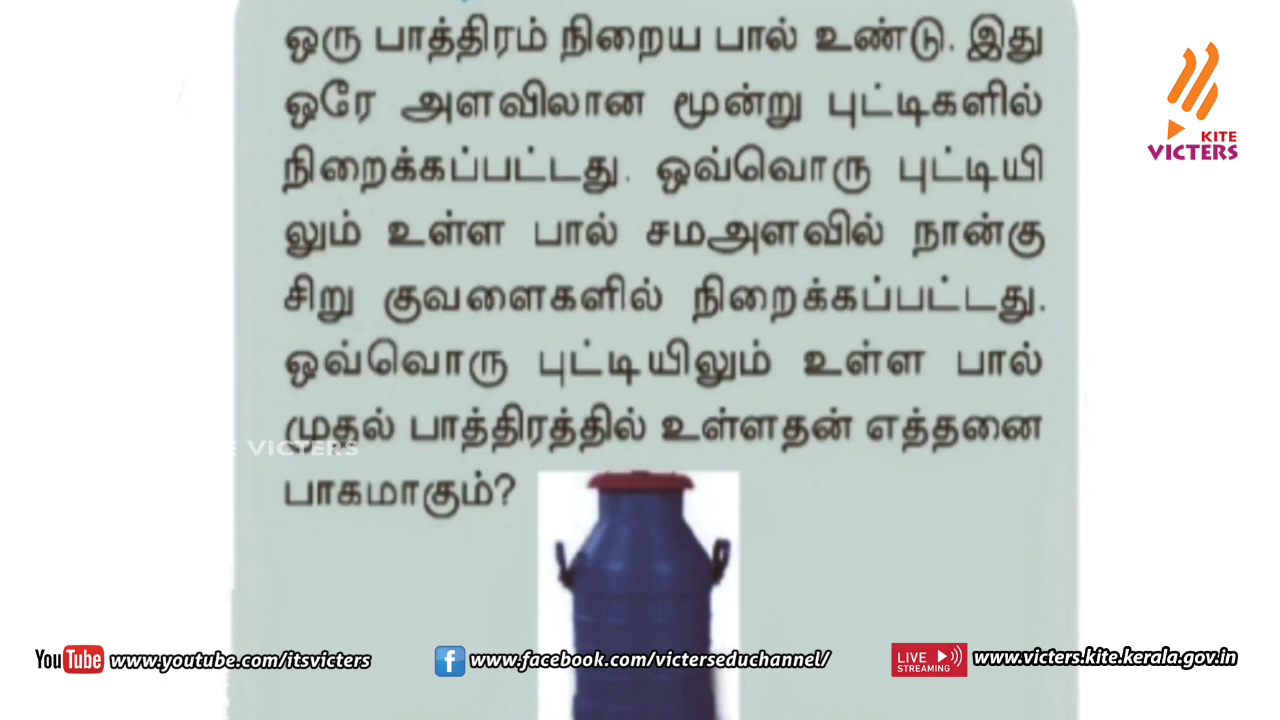 ஒரு பாத்திரம் நிறைய பால் உண்டு. இது
ஒரே அளவிலான மூன்று புட்டிகளில்
நிறைக்கப்பட்டது. ஒவ்வொரு புட்டியி
லும் உள்ள பால் சமஅளவில் நான்கு
சிறு குவளைகளில் நிறைக்கப்பட்டது.
ஒவ்வொரு புட்டியிலும் உள்ள பால்
முதல் பாத்திரத்தில் உள்ளதன் எத்தனை
பாகமாகும்?
KITE
VICTERS
E VICTERS
You Tube www.youtube.com/itsvicters
f www.facebook.com/victerseduchannel/
LIVE STREAMING www.victers.kite.kerala.gov.in